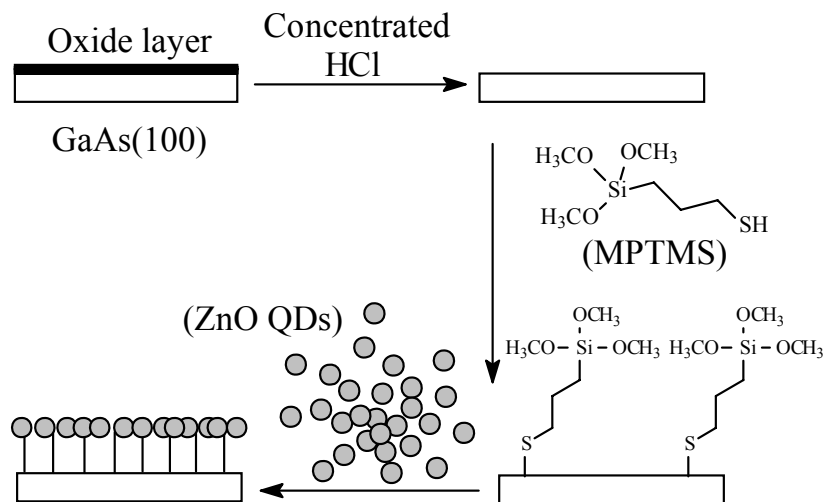 Oxide layer
Concentrated
HCl
GaAs(100)
H₃CO
OCH₃
Si
H₃CO
SH
(MPTMS)
(ZnO QDs)
OCH₃
H₃CO-Si-OCH₃
S
OCH₃
H₃CO-Si-OCH₃
S